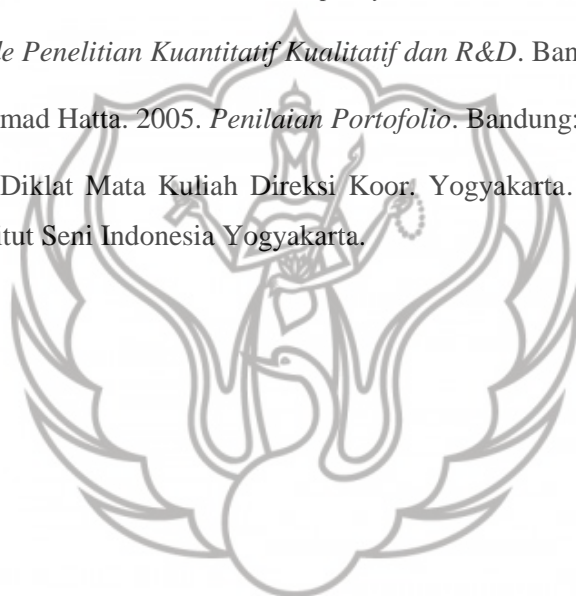 de Penelitian Kuantitatif Kualitatif dan R&D. Ban
mad Hatta. 2005. Penilaian Portofolio. Bandung:
Diklat Mata Kuliah Direksi Koor. Yogyakarta.
itut Seni Indonesia Yogyakarta.